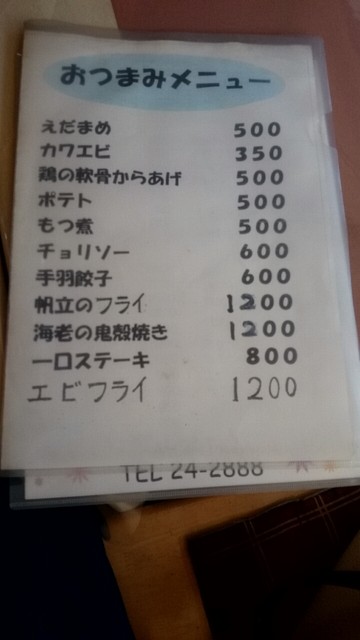 おつまみメニュー
えだまめ 500
カワエビ 350
鶏の軟骨からあげ 500
ポテト 500
もつ煮 500
チョリソー 600
手羽餃子 600
帆立のフライ 1200
海老の鬼殻焼き 1200
一口ステーキ 800
エビフライ 1200
TEL 24-2888